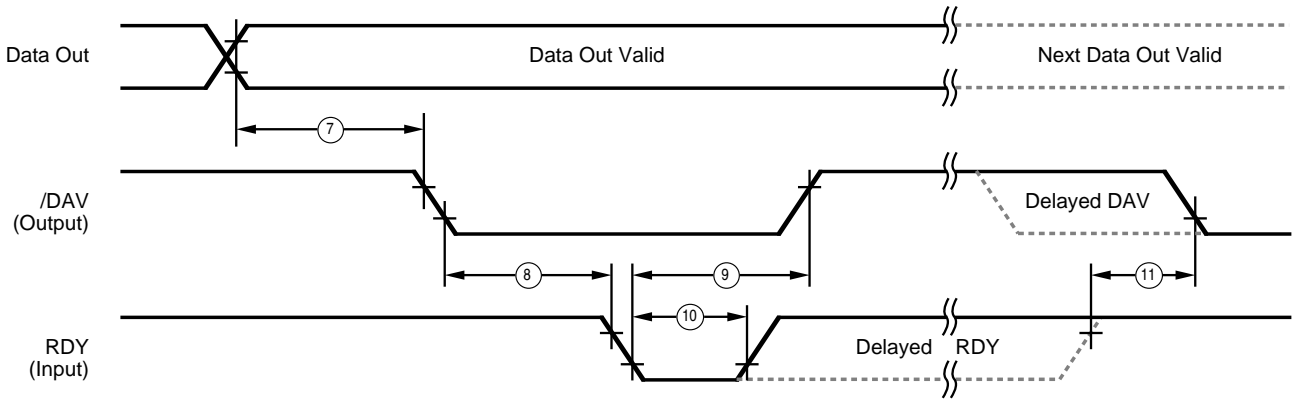 Data Out
Data Out Valid
Next Data Out Valid
7
/DAV
(Output)
Delayed DAV
8
9
11
10
RDY
(Input)
Delayed RDY